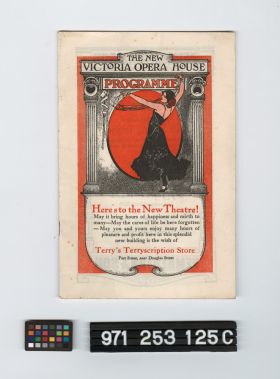 THE NEW
VICTORIA OPERA HOUSE
PROGRAMME
Here's to the New Theatre!
May it bring hours of happiness and mirth to
many—May the cares of life be here forgotten
—May you and yours enjoy many hours of
pleasure and profit here in this splendid
new building is the wish of
Terry's Terryscription Store
Fort Street, near Douglas Street
971 253 125 C